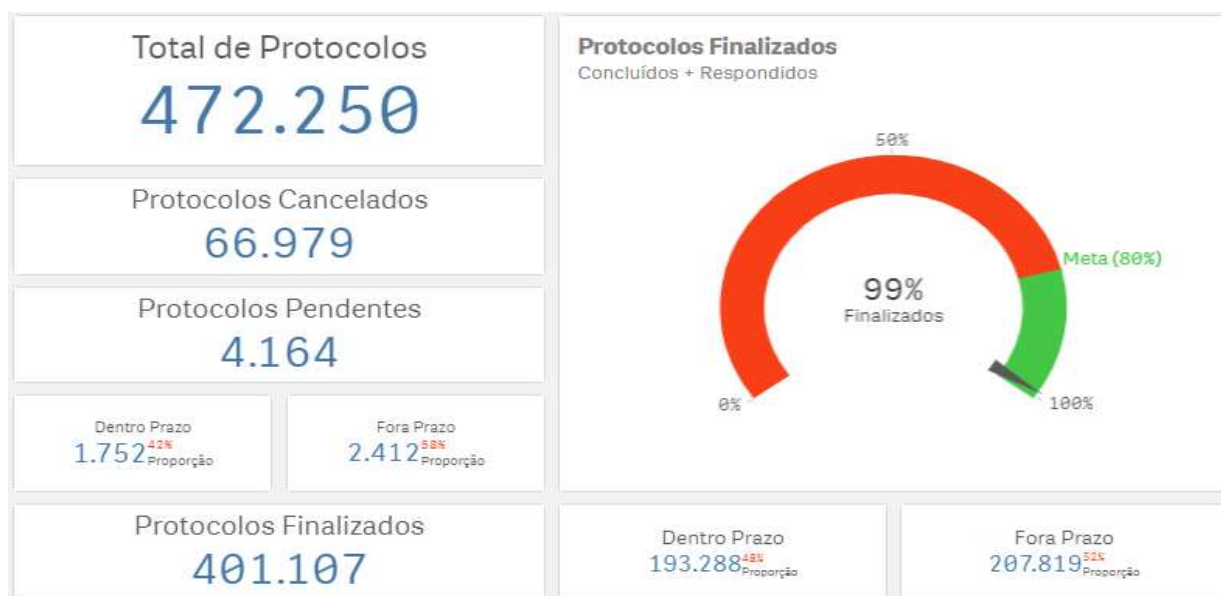 Total de Protocolos
472.250
Protocolos Cancelados
66.979
Protocolos Pendentes
4.164
Dentro Prazo
1.752 42% Proporção
Fora Prazo
2.412 58% Proporção
Protocolos Finalizados
401.107
Protocolos Finalizados
Concluídos + Respondidos
50%
Meta (80%)
99%
Finalizados
0%
100%
Dentro Prazo
193.288 48% Proporção
Fora Prazo
207.819 52% Proporção